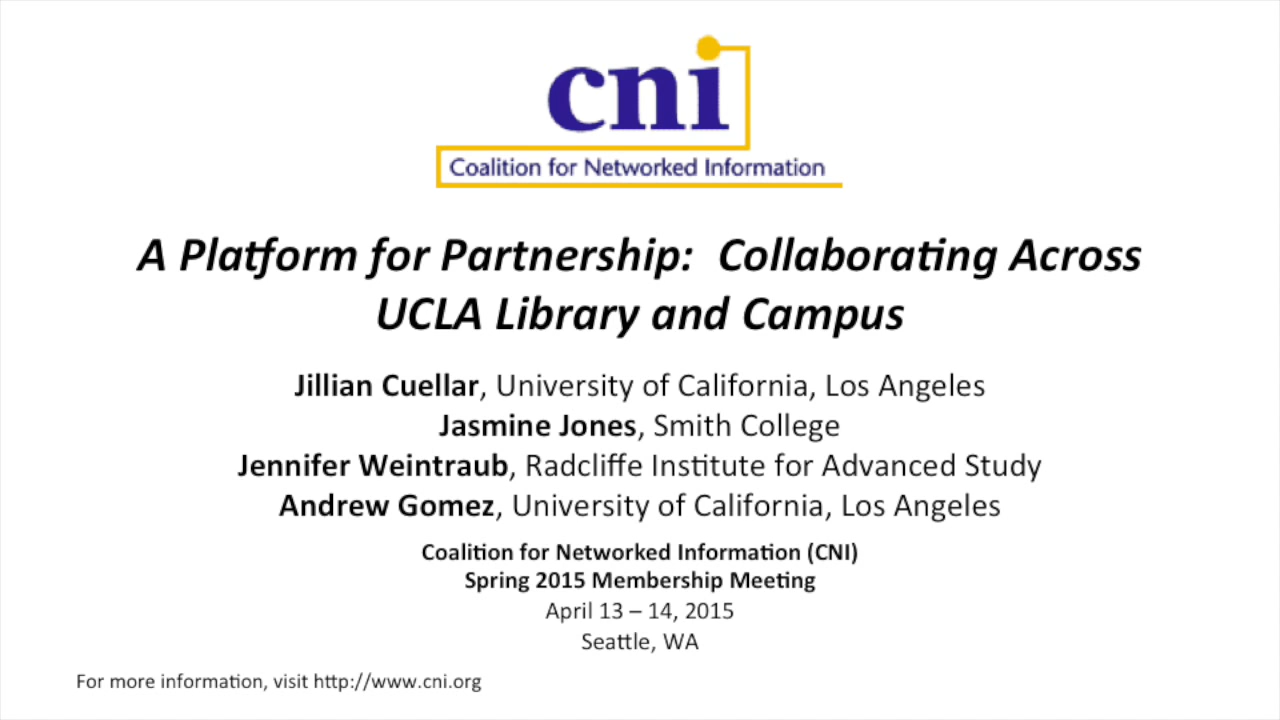 cni
Coalition for Networked Information
A Platform for Partnership: Collaborating Across
UCLA Library and Campus
Jillian Cuellar, University of California, Los Angeles
Jasmine Jones, Smith College
Jennifer Weintraub, Radcliffe Institute for Advanced Study
Andrew Gomez, University of California, Los Angeles
Coalition for Networked Information (CNI)
Spring 2015 Membership Meeting
April 13 – 14, 2015
Seattle, WA
For more information, visit http://www.cni.org